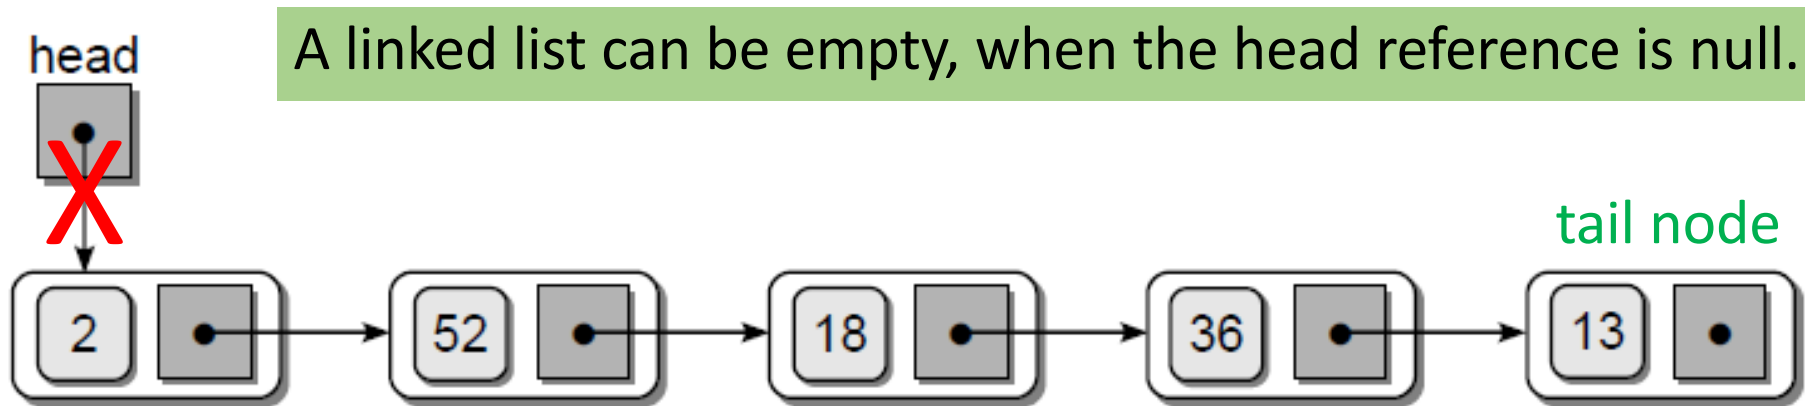 head
A linked list can be empty, when the head reference is null.
tail node
2 52 18 36 13